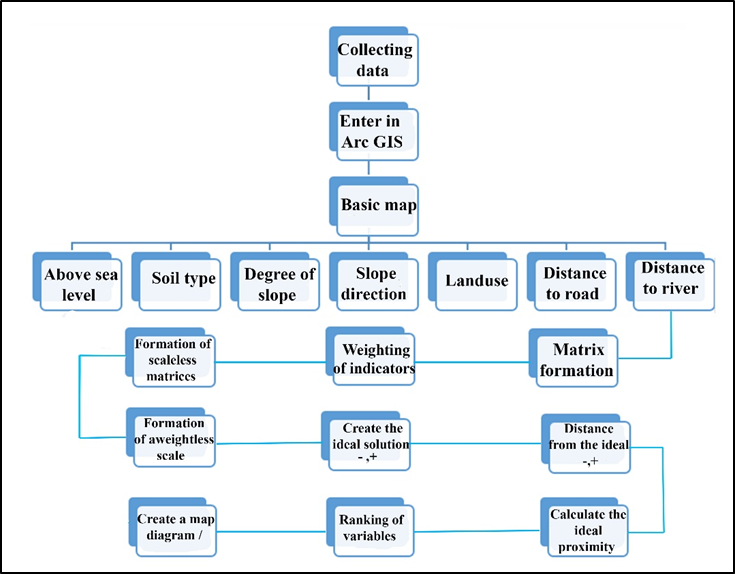 Collecting
data
Enter in
Arc GIS
Basic map
Above sea
level
Soil type
Degree of
slope
Slope
direction
Landuse
Distance
to road
Distance
to river
Formation of
scaleless
matrices
Weighting
of indicators
Matrix
formation
Formation
of aweightless
scale
Create the
idcal solution
- ,+
Distance
from the ideal
-,+
Create a map
diagram /
Ranking of
variables
Calculate the
ideal
proximity